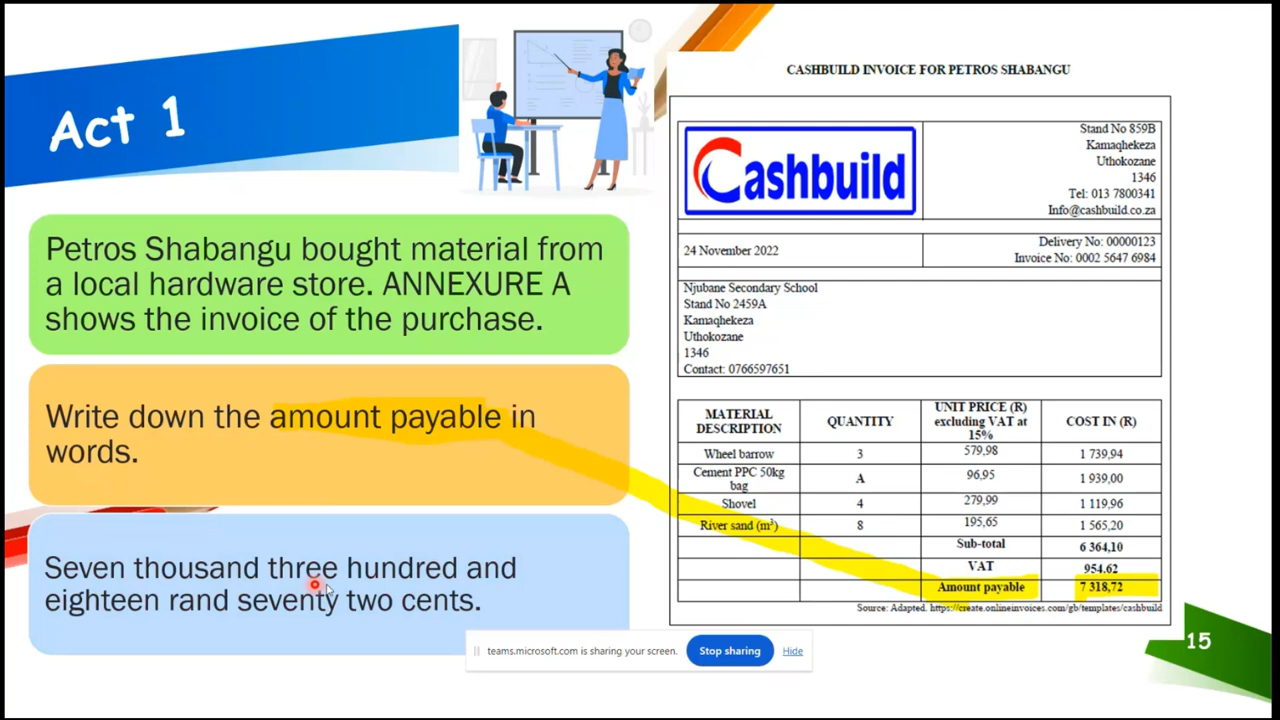 Act 1
Petros Shabangu bought material from
a local hardware store. ANNEXURE A
shows the invoice of the purchase.
Write down the amount payable in
words.
Seven thousand three hundred and
eighteen rand seventy two cents.
CASHBUILD INVOICE FOR PETROS SHABANGU
Cashbuild
Stand No 859B
Kamaqhekeza
Uthokozane
1346
Tel: 013 7800341
Info@cashbuild.co.za
24 November 2022
Delivery No: 00000123
Invoice No: 0002 5647 6984
Njubane Secondary School
Stand No 2459A
Kamaqhekeza
Uthokozane
1346
Contact: 0766597651
MATERIAL DESCRIPTION QUANTITY UNIT PRICE (R) excluding VAT at 15% COST IN (R)
Wheel barrow 3 579,98 1 739,94
Cement PPC 50kg bag A 96,95 1 939,00
Shovel 4 279,99 1 119,96
River sand (m³) 8 195,65 1 565,20
Sub-total 6 364,10
VAT 954.62
Amount payable 7 318,72
Source: Adapted. https://create.onlineinvoices.com/gb/templates/cashbuild
teams.microsoft.com is sharing your screen. Stop sharing Hide
15